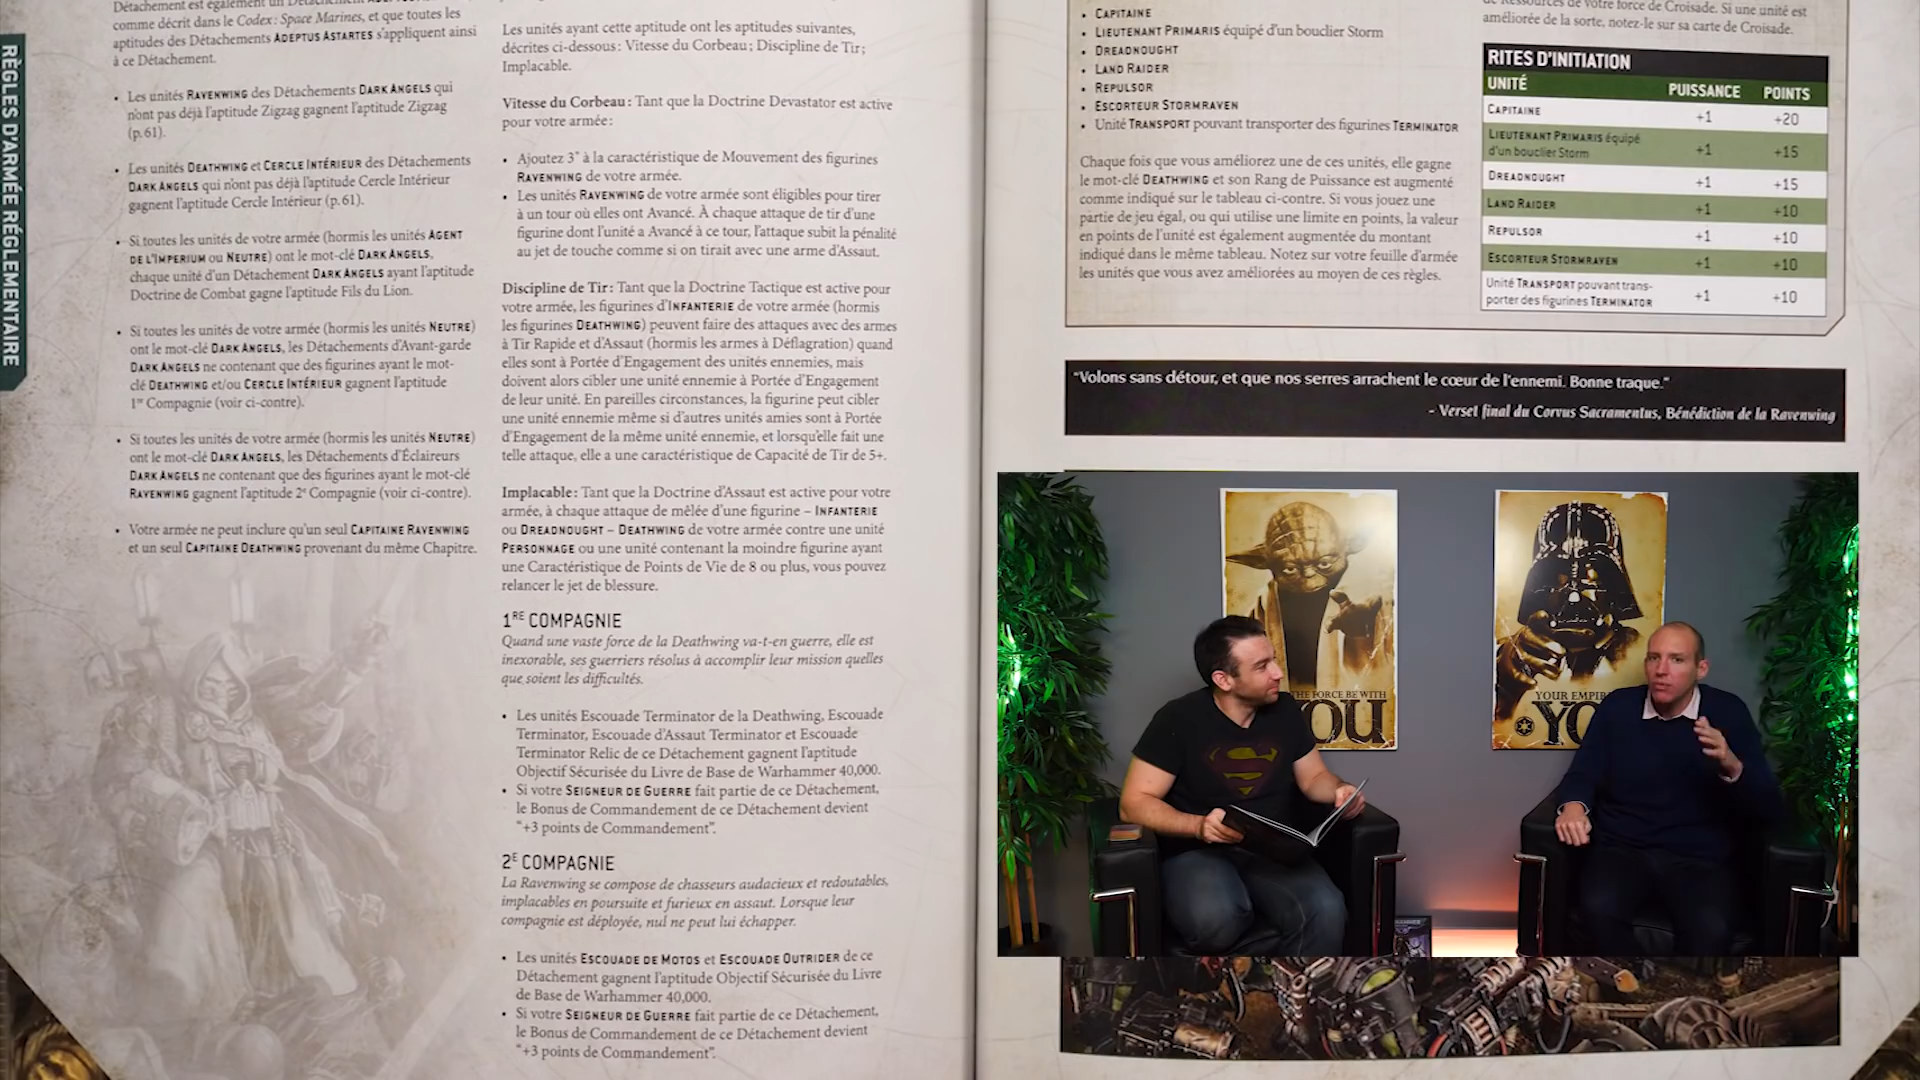 RÈGLES D'ARMÉE RÉGLEMENTAIRE
Détachement est également un Détachement
comme décrit dans le Codex : Space Marines, et que toutes les
aptitudes des Détachements ADEPTUS ASTARTES s'appliquent ainsi
à ce Détachement.
• Les unités RAVENWING des Détachements DARK ANGELS qui
n'ont pas déjà l'aptitude Zigzag gagnent l'aptitude Zigzag
(p.61).
• Les unités DEATHWING et CERCLE INTÉRIEUR des Détachements
DARK ANGELS qui n'ont pas déjà l'aptitude Cercle Intérieur
gagnent l'aptitude Cercle Intérieur (p.61).
• Si toutes les unités de votre armée (hormis les unités AGENT
DE L'IMPERIUM ou NEUTRE) ont le mot-clé DARK ANGELS,
chaque unité d'un Détachement DARK ANGELS ayant l'aptitude
Doctrine de Combat gagne l'aptitude Fils du Lion.
• Si toutes les unités de votre armée (hormis les unités NEUTRE)
ont le mot-clé DARK ANGELS, les Détachements d'Avant-garde
DARK ANGELS ne contenant que des figurines ayant le mot-
clé DEATHWING et/ou CERCLE INTÉRIEUR gagnent l'aptitude
1re Compagnie (voir ci-contre).
• Si toutes les unités de votre armée (hormis les unités NEUTRE)
ont le mot-clé DARK ANGELS, les Détachements d'Éclaireurs
DARK ANGELS ne contenant que des figurines ayant le mot-clé
RAVENWING gagnent l'aptitude 2e Compagnie (voir ci-contre).
• Votre armée ne peut inclure qu'un seul CAPITAINE RAVENWING
et un seul CAPITAINE DEATHWING provenant du même Chapitre.
Les unités ayant cette aptitude ont les aptitudes suivantes,
décrites ci-dessous : Vitesse du Corbeau ; Discipline de Tir ;
Implacable.
Vitesse du Corbeau : Tant que la Doctrine Devastator est active
pour votre armée :
• Ajoutez 3" à la caractéristique de Mouvement des figurines
RAVENWING de votre armée.
• Les unités RAVENWING de votre armée sont éligibles pour tirer
à un tour où elles ont Avancé. À chaque attaque de tir d'une
figurine dont l'unité a Avancé à ce tour, l'attaque subit la pénalité
au jet de touche comme si on tirait avec une arme d'Assaut.
Discipline de Tir : Tant que la Doctrine Tactique est active pour
votre armée, les figurines d'INFANTERIE de votre armée (hormis
les figurines DEATHWING) peuvent faire des attaques avec des armes
à Tir Rapide et d'Assaut (hormis les armes à Déflagration) quand
elles sont à Portée d'Engagement des unités ennemies, mais
doivent alors cibler une unité ennemie à Portée d'Engagement
de leur unité. En pareilles circonstances, la figurine peut cibler
une unité ennemie même si d'autres unités amies sont à Portée
d'Engagement de la même unité ennemie, et lorsqu'elle fait une
telle attaque, elle a une caractéristique de Capacité de Tir de 5+.
Implacable : Tant que la Doctrine d'Assaut est active pour votre
armée, à chaque attaque de mêlée d'une figurine – INFANTERIE
ou DREADNOUGHT – DEATHWING de votre armée contre une unité
PERSONNAGE ou une unité contenant la moindre figurine ayant
une Caractéristique de Points de Vie de 8 ou plus, vous pouvez
relancer le jet de blessure.
1RE COMPAGNIE
Quand une vaste force de la Deathwing va-t-en guerre, elle est
inexorable, ses guerriers résolus à accomplir leur mission quelles
que soient les difficultés.
• Les unités Escouade Terminator de la Deathwing, Escouade
Terminator, Escouade d'Assaut Terminator et Escouade
Terminator Relic de ce Détachement gagnent l'aptitude
Objectif Sécurisée du Livre de Base de Warhammer 40,000.
• Si votre SEIGNEUR DE GUERRE fait partie de ce Détachement,
le Bonus de Commandement de ce Détachement devient
"+3 points de Commandement".
2E COMPAGNIE
La Ravenwing se compose de chasseurs audacieux et redoutables,
implacables en poursuite et furieux en assaut. Lorsque leur
compagnie est déployée, nul ne peut lui échapper.
• Les unités ESCOUADE DE MOTOS et ESCOUADE OUTRIDER de ce
Détachement gagnent l'aptitude Objectif Sécurisée du Livre
de Base de Warhammer 40,000.
• Si votre SEIGNEUR DE GUERRE fait partie de ce Détachement,
le Bonus de Commandement de ce Détachement devient
"+3 points de Commandement".
• CAPITAINE
• LIEUTENANT PRIMARIS équipé d'un bouclier Storm
• DREADNOUGHT
• LAND RAIDER
• REPULSOR
• ESCORTEUR STORMRAVEN
• Unité TRANSPORT pouvant transporter des figurines TERMINATOR
Chaque fois que vous améliorez une de ces unités, elle gagne
le mot-clé DEATHWING et son Rang de Puissance est augmenté
comme indiqué sur le tableau ci-contre. Si vous jouez une
partie de jeu égal, ou qui utilise une limite en points, la valeur
en points de l'unité est également augmentée du montant
indiqué dans le même tableau. Notez sur votre feuille d'armée
les unités que vous avez améliorées au moyen de ces règles.
de Ressources de votre force de Croisade. Si une unité est
améliorée de la sorte, notez-le sur sa carte de Croisade.
RITES D'INITIATION
UNITÉ PUISSANCE POINTS
CAPITAINE +1 +20
LIEUTENANT PRIMARIS équipé
d'un bouclier Storm +1 +15
DREADNOUGHT +1 +15
LAND RAIDER +1 +10
REPULSOR +1 +10
ESCORTEUR STORMRAVEN +1 +10
Unité TRANSPORT pouvant trans-
porter des figurines TERMINATOR +1 +10
"Volons sans détour, et que nos serres arrachent le cœur de l'ennemi. Bonne traque."
- Verset final du Corvus Sacramentus, Bénédiction de la Ravenwing
THE FORCE BE WITH
YOU
YOUR EMPIR
YO